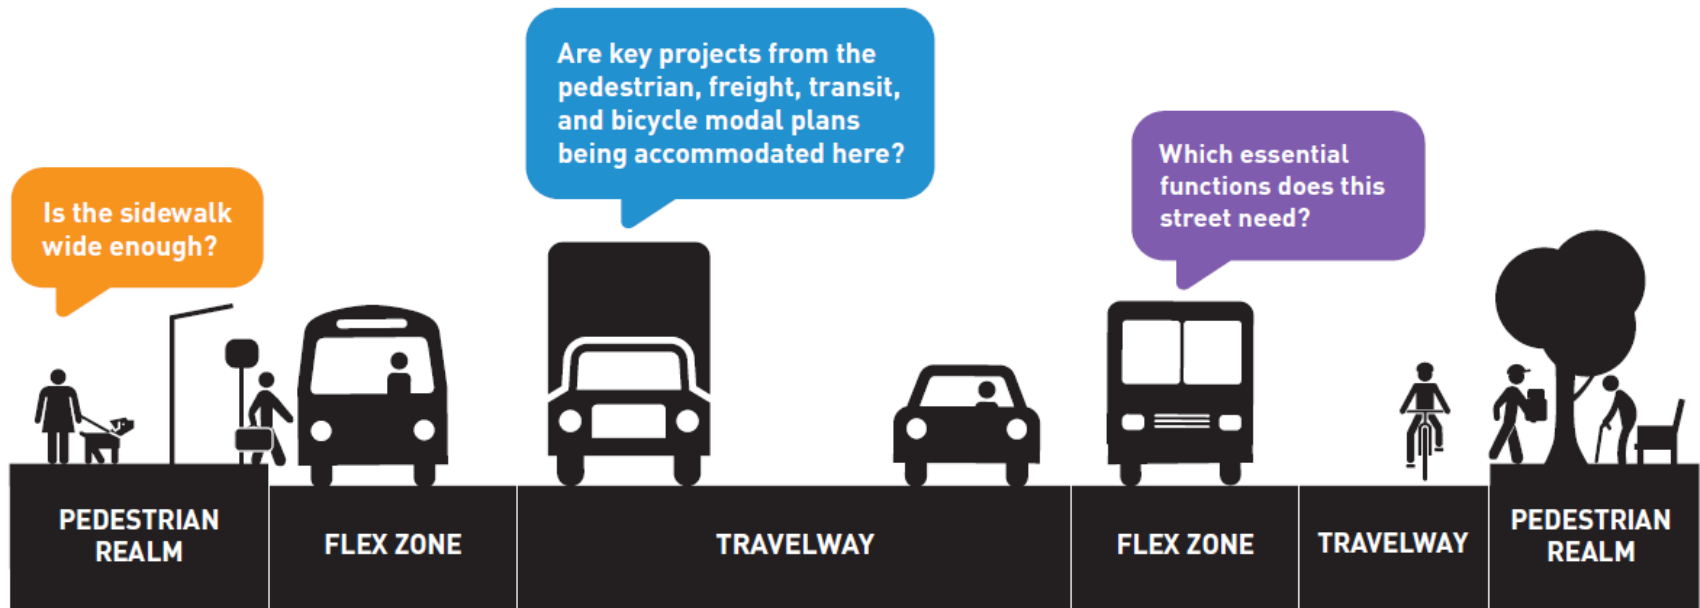 Is the sidewalk
wide enough?
Are key projects from the
pedestrian, freight, transit,
and bicycle modal plans
being accommodated here?
Which essential
functions does this
street need?
PEDESTRIAN
REALM
FLEX ZONE
TRAVELWAY
FLEX ZONE
TRAVELWAY
PEDESTRIAN
REALM